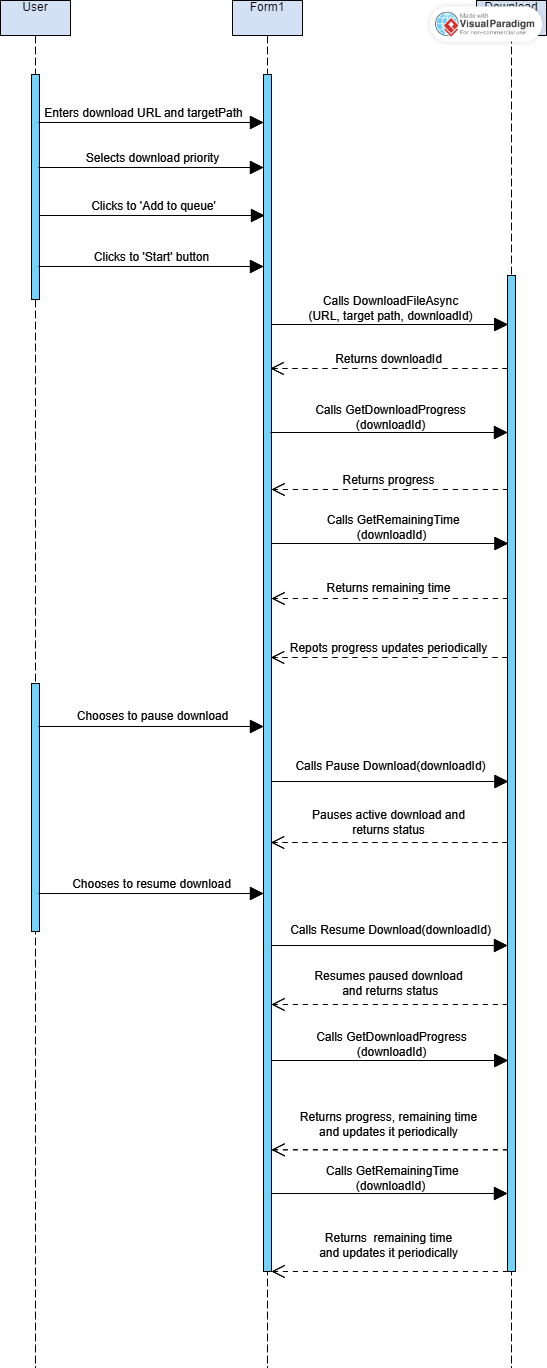 User
Form1
Download
Made with
VisualParadigm
For non-commercial use
Enters download URL and targetPath
Selects download priority
Clicks to 'Add to queue'
Clicks to 'Start' button
Calls DownloadFileAsync
(URL, target path, downloadId)
Returns downloadId
Calls GetDownloadProgress
(downloadId)
Returns progress
Calls GetRemainingTime
(downloadId)
Returns remaining time
Repots progress updates periodically
Chooses to pause download
Calls Pause Download(downloadId)
Pauses active download and
returns status
Chooses to resume download
Calls Resume Download(downloadId)
Resumes paused download
and returns status
Calls GetDownloadProgress
(downloadId)
Returns progress, remaining time
and updates it periodically
Calls GetRemainingTime
(downloadId)
Returns  remaining time
and updates it periodically